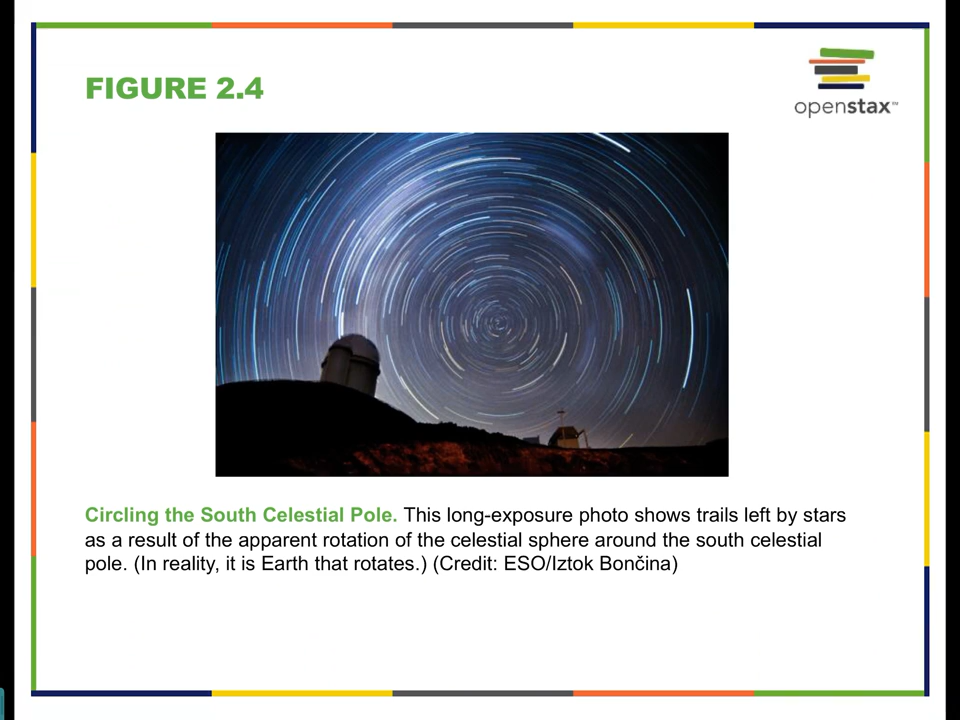 FIGURE 2.4
openstax™
Circling the South Celestial Pole. This long-exposure photo shows trails left by stars
as a result of the apparent rotation of the celestial sphere around the south celestial
pole. (In reality, it is Earth that rotates.) (Credit: ESO/Iztok Bončina)